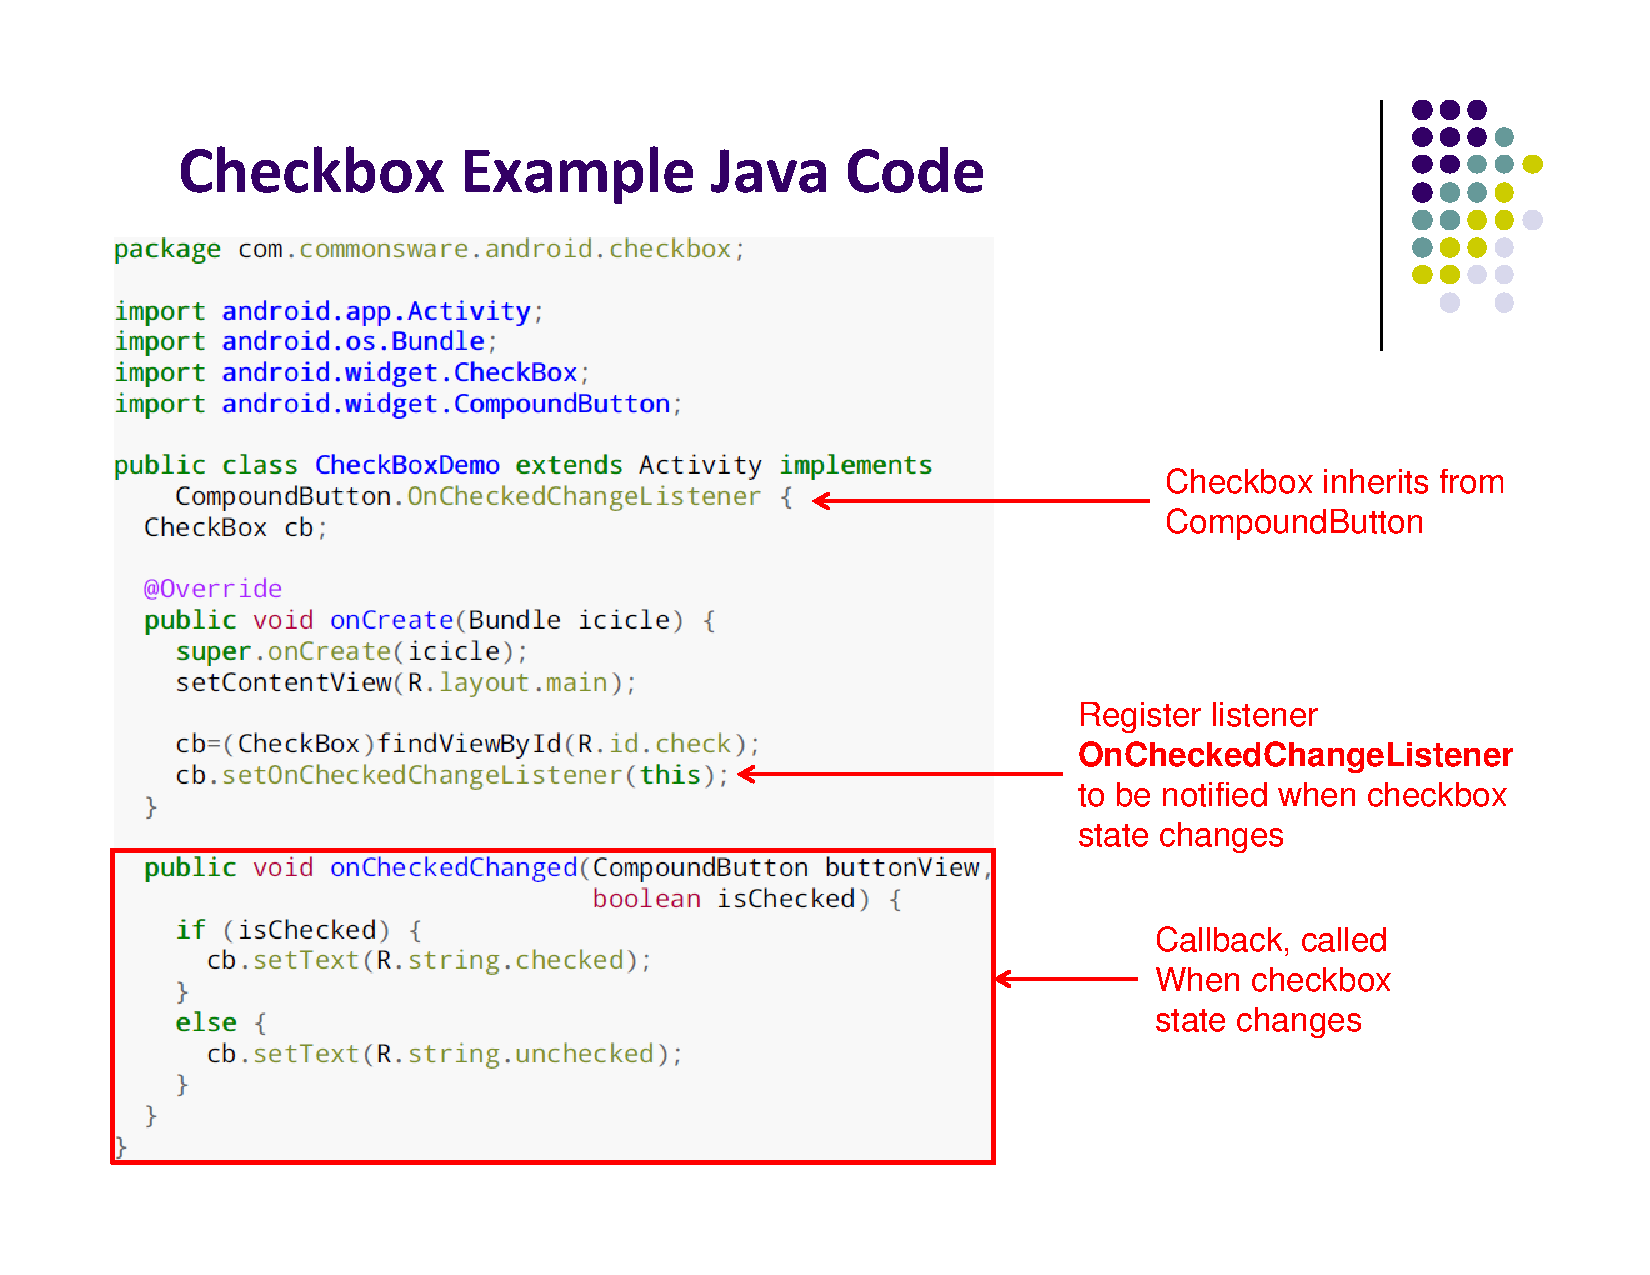 Checkbox Example Java Code
package com.commonsware.android.checkbox;
import android.app.Activity;
import android.os.Bundle;
import android.widget.CheckBox;
import android.widget.CompoundButton;
public class CheckBoxDemo extends Activity implements
CompoundButton.OnCheckedChangeListener {
CheckBox cb;
@Override
public void onCreate(Bundle icicle) {
super.onCreate(icicle);
setContentView(R.layout.main);
cb=(CheckBox)findViewById(R.id.check);
cb.setOnCheckedChangeListener(this);
}
public void onCheckedChanged(CompoundButton buttonView,
boolean isChecked) {
if (isChecked) {
cb.setText(R.string.checked);
}
else {
cb.setText(R.string.unchecked);
}
}
}
Checkbox inherits from
CompoundButton
Register listener
OnCheckedChangeListener
to be notified when checkbox
state changes
Callback, called
When checkbox
state changes